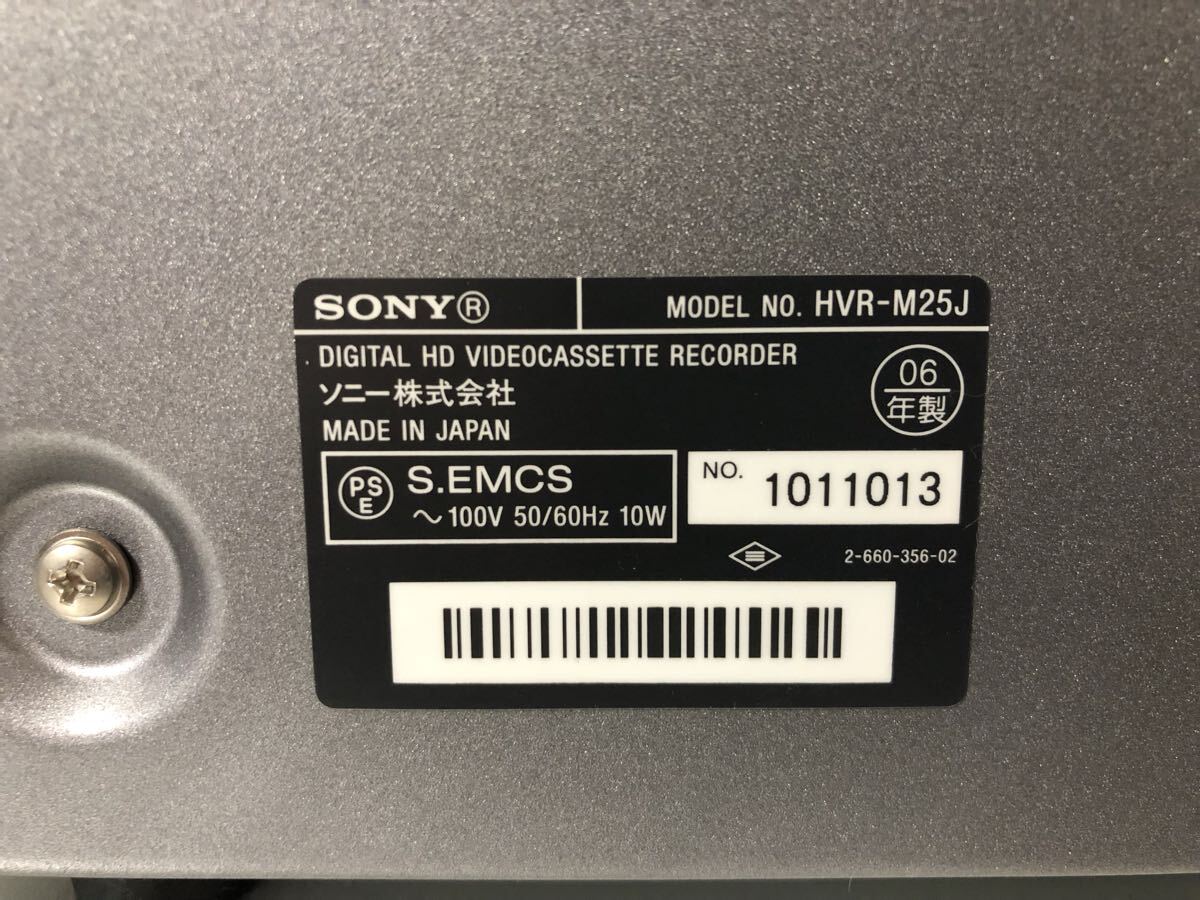 SONY®
MODEL NO. HVR-M25J
DIGITAL HD VIDEOCASSETTE RECORDER
ソニー株式会社
MADE IN JAPAN
06
年製
PS
E
S.EMCS
～100V 50/60Hz 10W
NO. 1011013
2-660-356-02